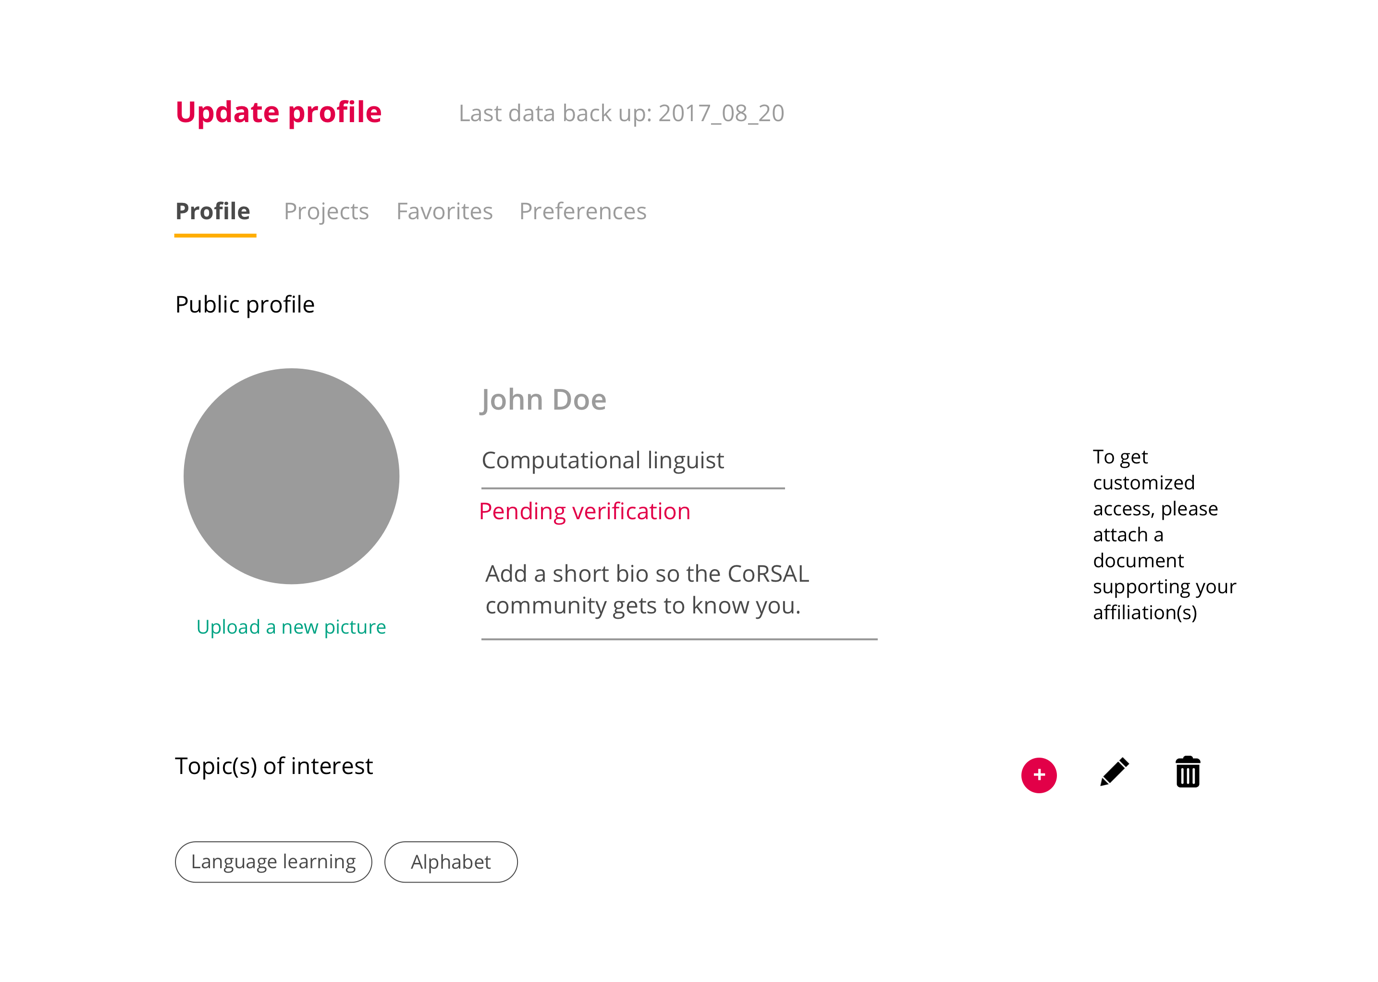 Update profile
Last data back up: 2017_08_20
Profile Projects Favorites Preferences
Public profile
John Doe
Computational linguist
Pending verification
Add a short bio so the CoRSAL
community gets to know you.
Upload a new picture
To get
customized
access, please
attach a
document
supporting your
affiliation(s)
Topic(s) of interest
+
Language learning
Alphabet